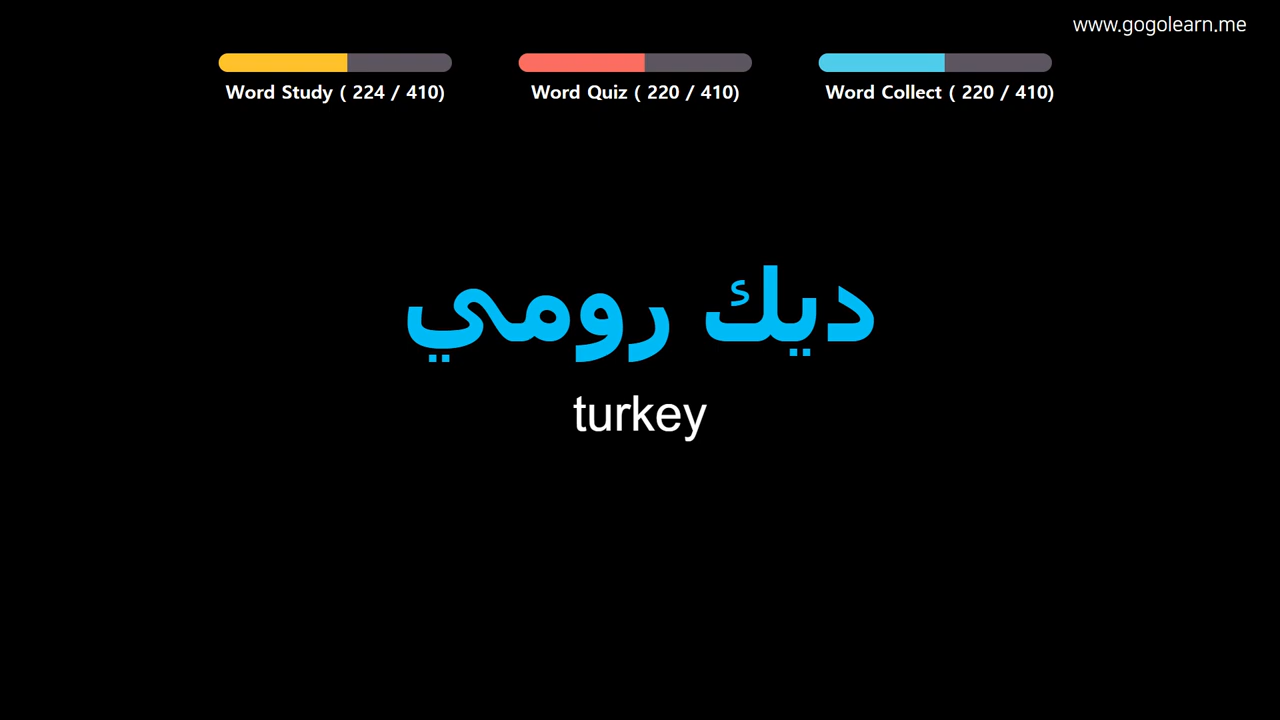 www.gogolearn.me
Word Study ( 224 / 410)
Word Quiz ( 220 / 410)
Word Collect ( 220 / 410)
ديك رومي
turkey